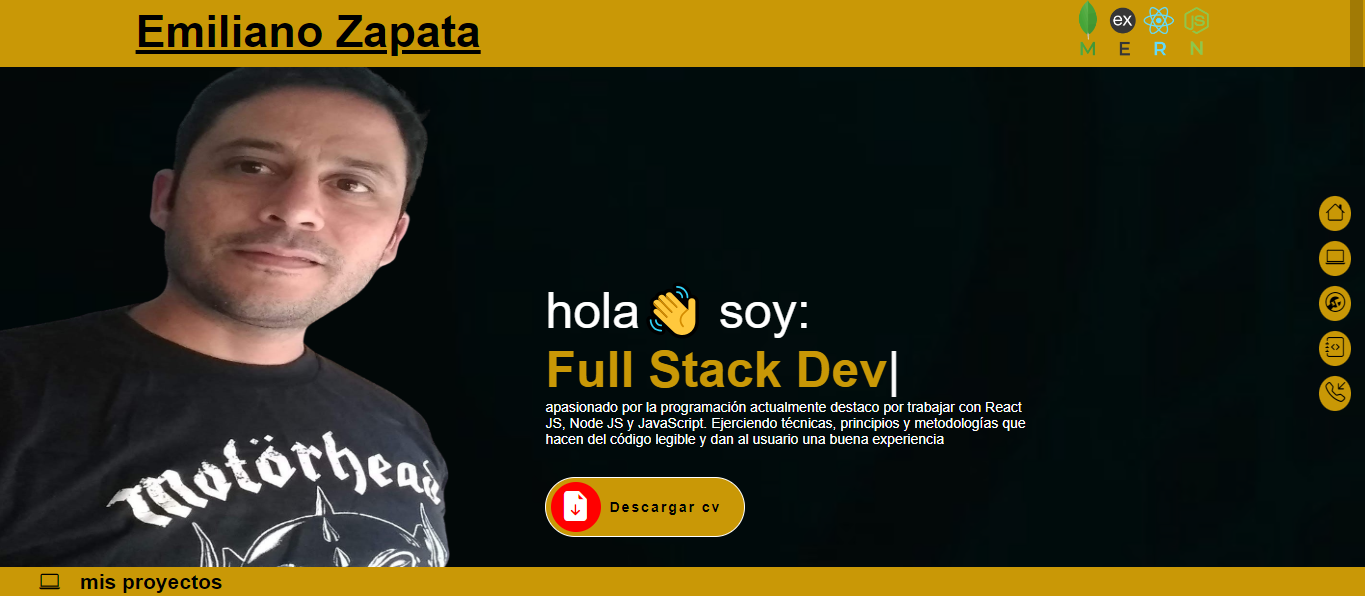 Emiliano Zapata
ex
JS
M E R N
hola 👋 soy:
Full Stack Dev|
apasionado por la programación actualmente destaco por trabajar con React
JS, Node JS y JavaScript. Ejerciendo técnicas, principios y metodologías que
hacen del código legible y dan al usuario una buena experiencia
motörhead
Descargar cv
mis proyectos